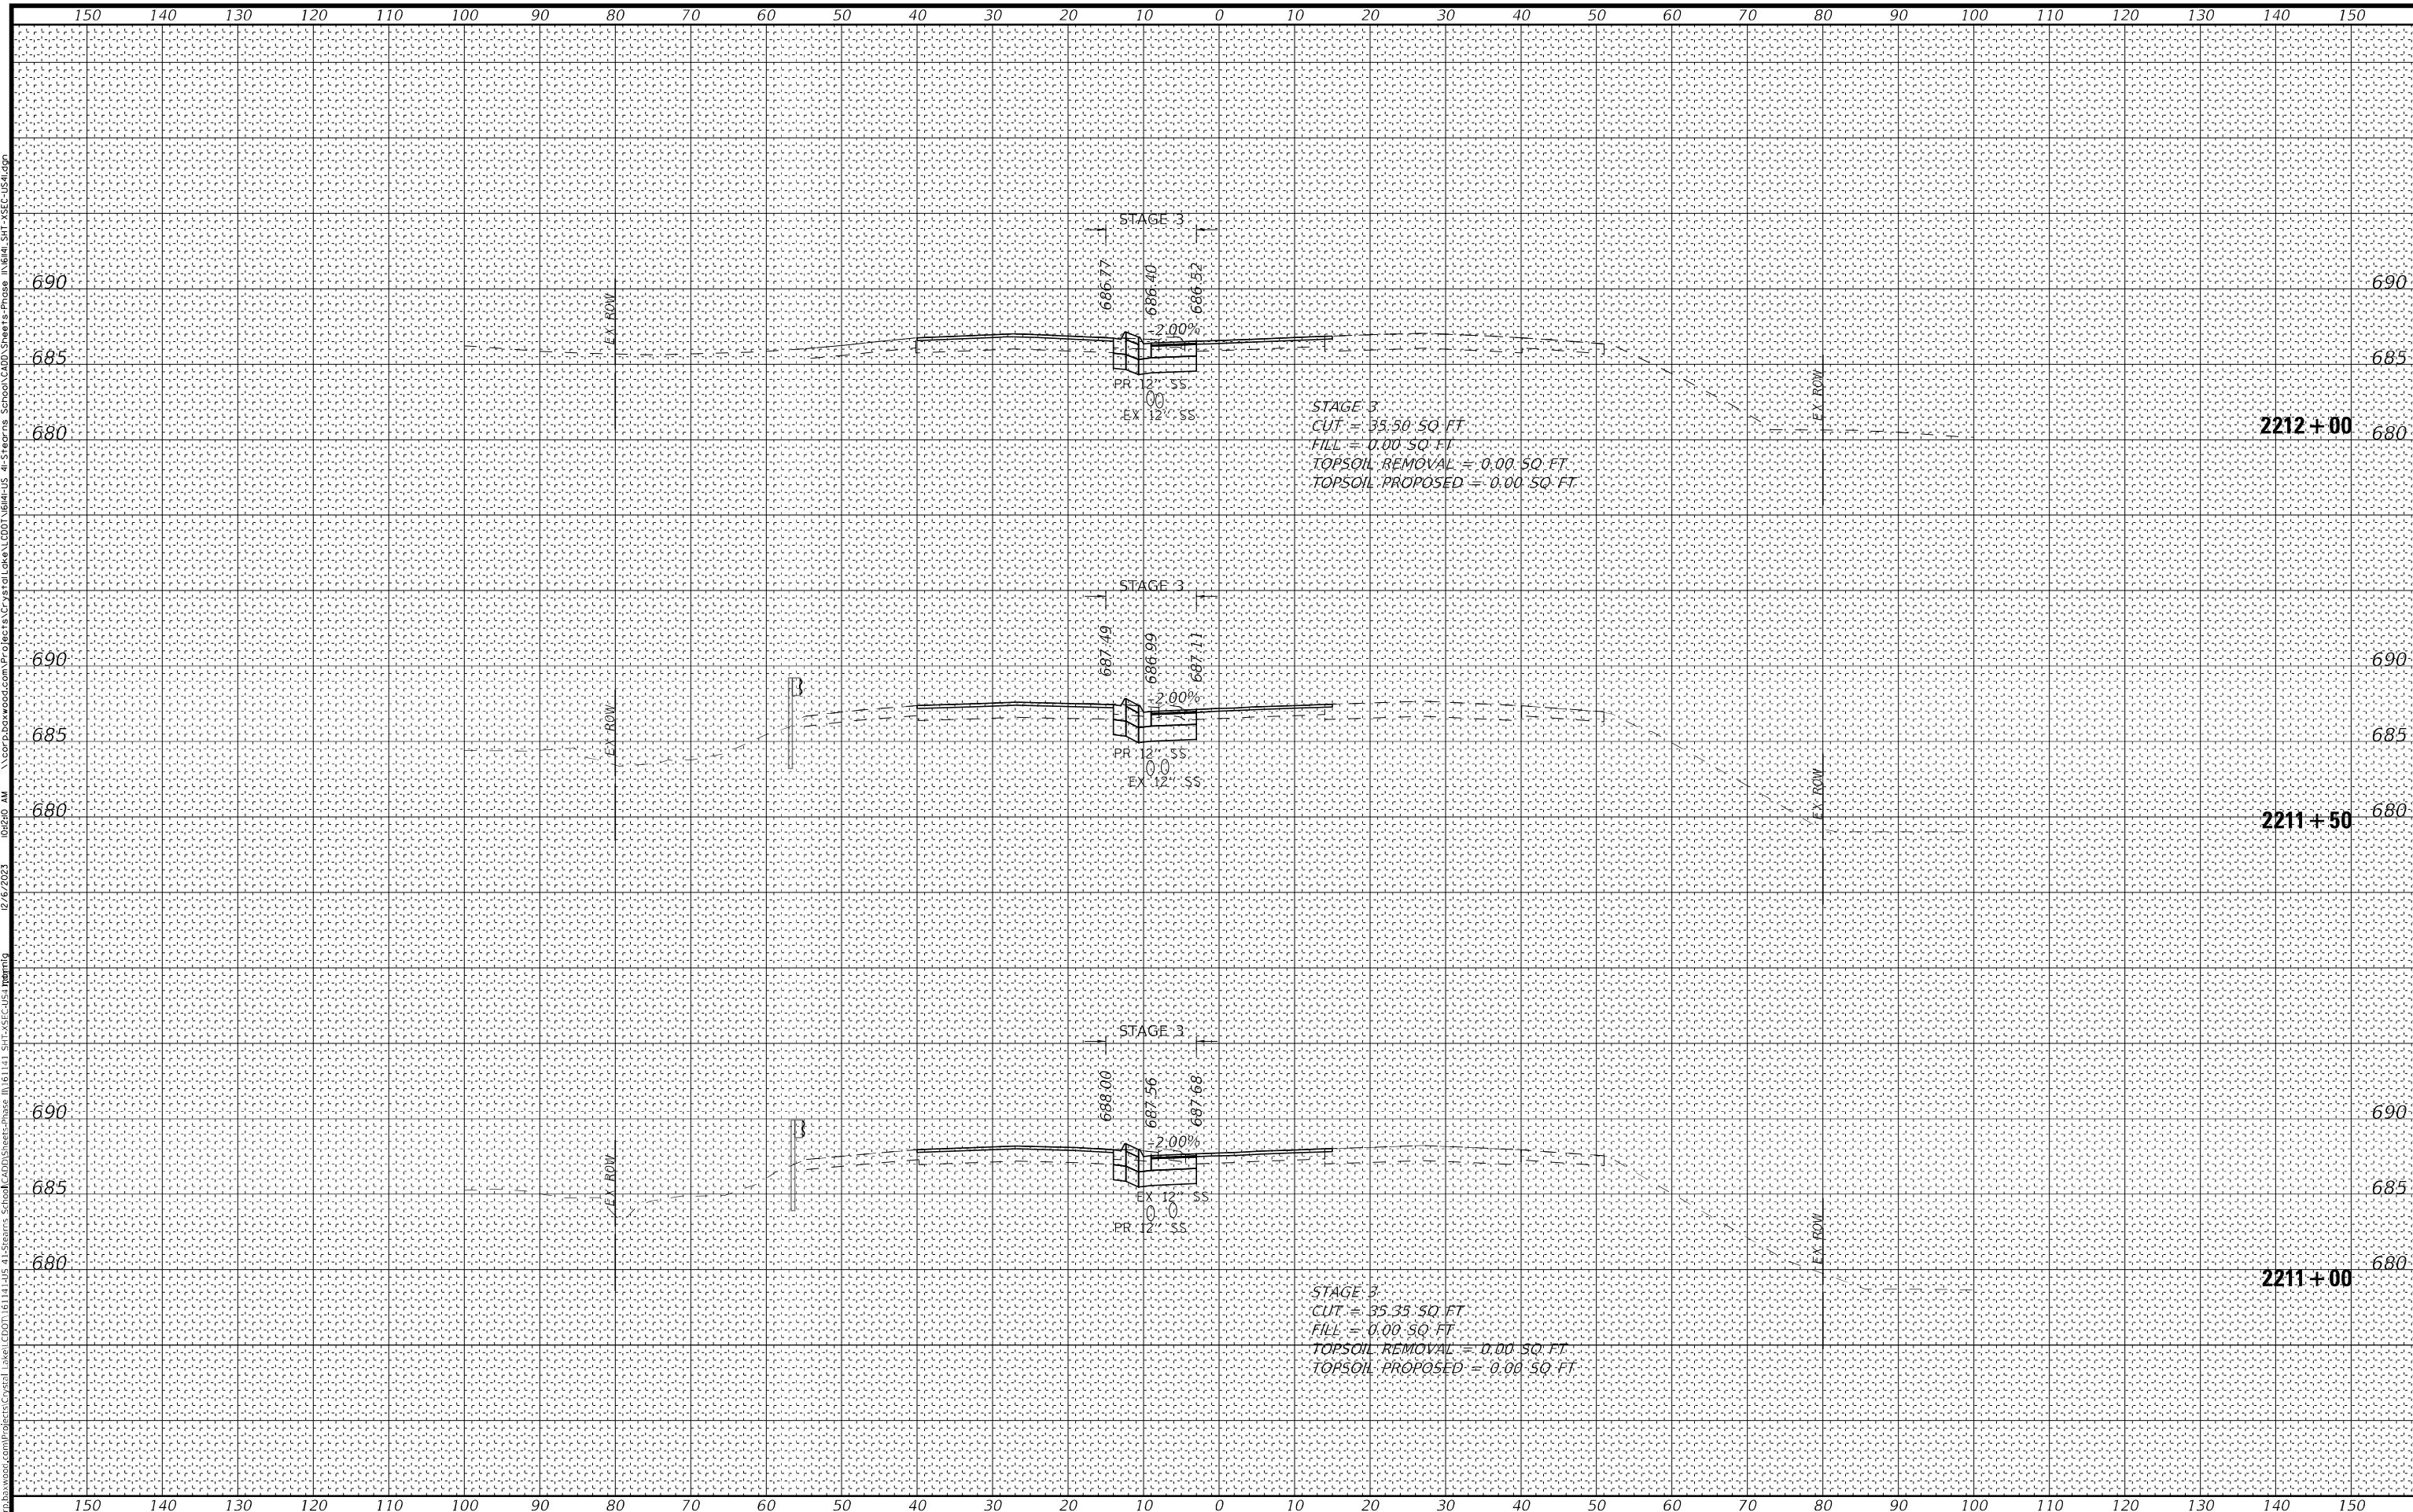 150 140 130 120 110 100 90 80 70 60 50 40 30 20 10 0 10 20 30 40 50 60 70 80 90 100 110 120 130 140 150
STAGE 3
686.77 686.40 686.52
690 690
EX ROW
-2.00%
685 685
PR 12" SS
EX 12" SS
EX ROW
STAGE 3
CUT = 35.50 SQ FT
FILL = 0.00 SQ FT
TOPSOIL REMOVAL = 0.00 SQ FT
TOPSOIL PROPOSED = 0.00 SQ FT
680 2212+00 680
STAGE 3
687.49 686.99 687.11
690 690
-2.00%
EX ROW
685 685
PR 12" SS
EX 12" SS
EX ROW
680 2211+50 680
STAGE 3
688.00 687.56 687.68
690 690
-2.00%
EX ROW
685 685
EX 12" SS
PR 12" SS
EX ROW
680 2211+00 680
STAGE 3
CUT = 35.35 SQ FT
FILL = 0.00 SQ FT
TOPSOIL REMOVAL = 0.00 SQ FT
TOPSOIL PROPOSED = 0.00 SQ FT
150 140 130 120 110 100 90 80 70 60 50 40 30 20 10 0 10 20 30 40 50 60 70 80 90 100 110 120 130 140 150
12/6/2023